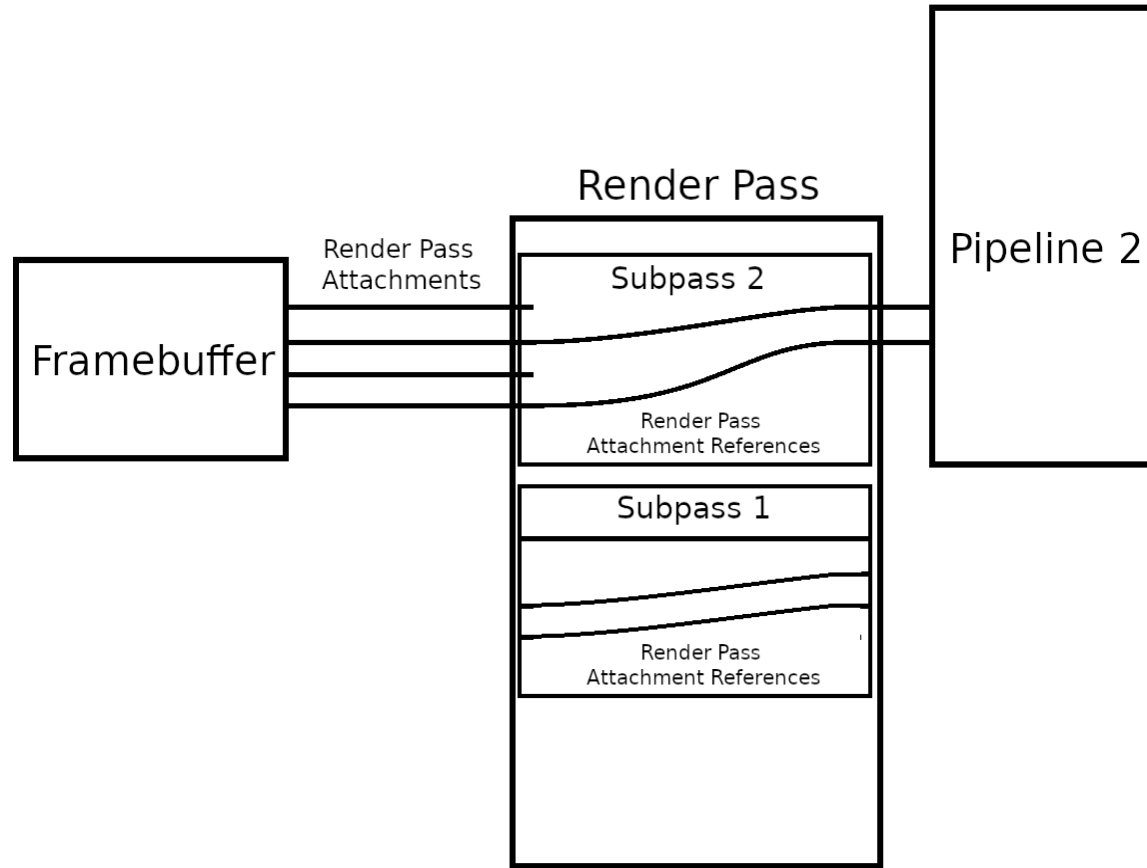 Render Pass
Render Pass
Attachments
Framebuffer
Subpass 2
Render Pass
Attachment References
Subpass 1
Render Pass
Attachment References
Pipeline 2